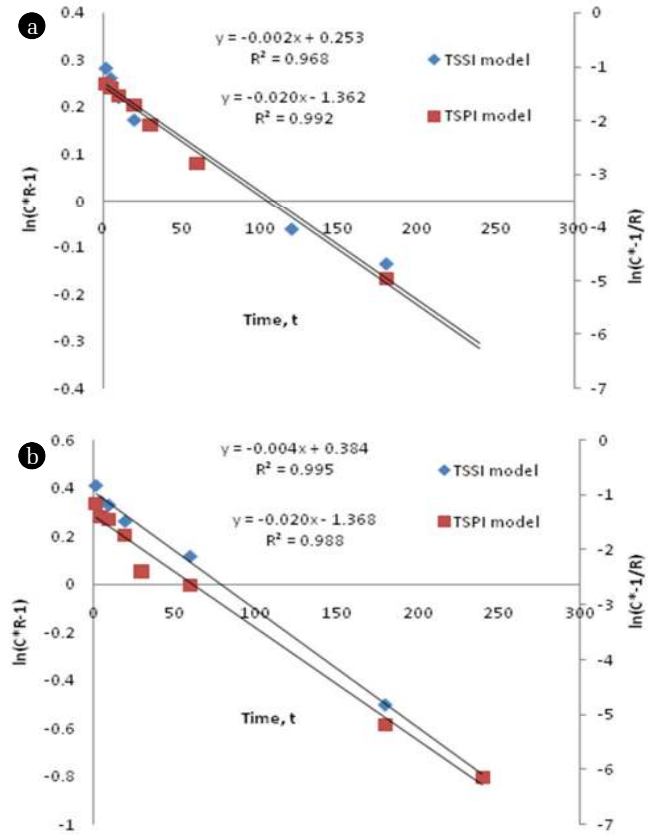 a
0.4
0.3
0.2
0.1
0
-0.1
-0.2
-0.3
-0.4
ln(C*R-1)
y = -0.002x + 0.253
R² = 0.968
y = -0.020x - 1.362
R² = 0.992
TSSI model
TSPI model
0 50 100 150 200 250 300
Time, t
0
-1
-2
-3
-4
-5
-6
-7
ln(C*-1/R)
b
0.6
0.4
0.2
0
-0.2
-0.4
-0.6
-0.8
-1
ln(C*R-1)
y = -0.004x + 0.384
R² = 0.995
y = -0.020x - 1.368
R² = 0.988
TSSI model
TSPI model
0 50 100 150 200 250 300
Time, t
0
-1
-2
-3
-4
-5
-6
-7
ln(C*-1/R)